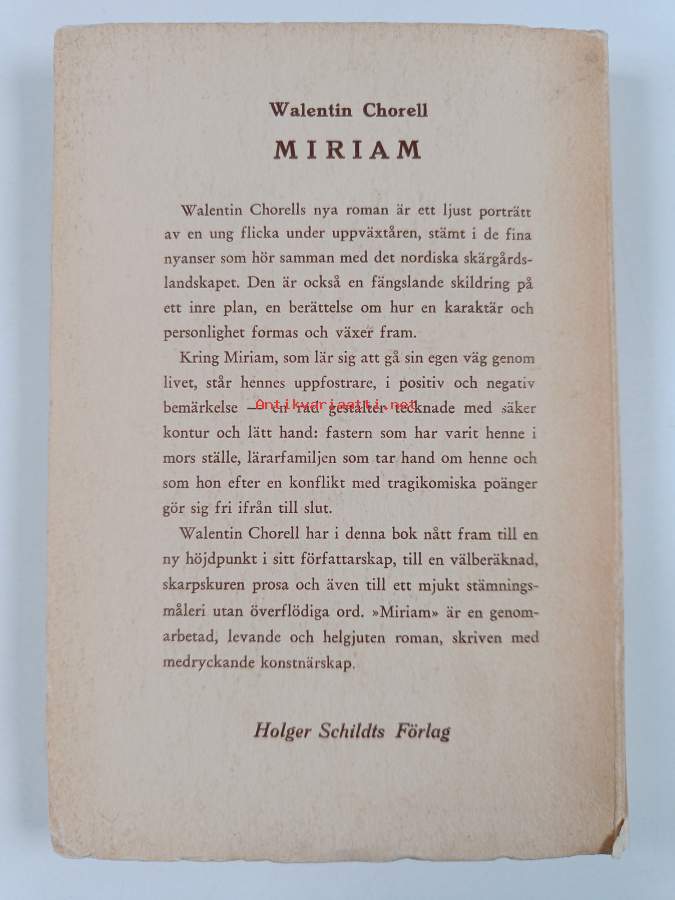 Walentin Chorell
MIRIAM
Walentin Chorells nya roman är ett ljust porträtt
av en ung flicka under uppväxtåren, stämt i de fina
nyanser som hör samman med det nordiska skärgårds-
landskapet. Den är också en fängslande skildring på
ett inre plan, en berättelse om hur en karaktär och
personlighet formas och växer fram.
Kring Miriam, som lär sig att gå sin egen väg genom
livet, står hennes uppfostrare, i positiv och negativ
bemärkelse — en rad gestalter tecknade med säker
Antikvariaatti.net
kontur och lätt hand: fastern som har varit henne i
mors ställe, lärarfamiljen som tar hand om henne och
som hon efter en konflikt med tragikomiska poänger
gör sig fri ifrån till slut.
Walentin Chorell har i denna bok nått fram till en
ny höjdpunkt i sitt författarskap, till en välberäknad,
skarpskuren prosa och även till ett mjukt stämnings-
måleri utan överflödiga ord. »Miriam» är en genom-
arbetad, levande och helgjuten roman, skriven med
medryckande konstnärskap.
Holger Schildts Förlag